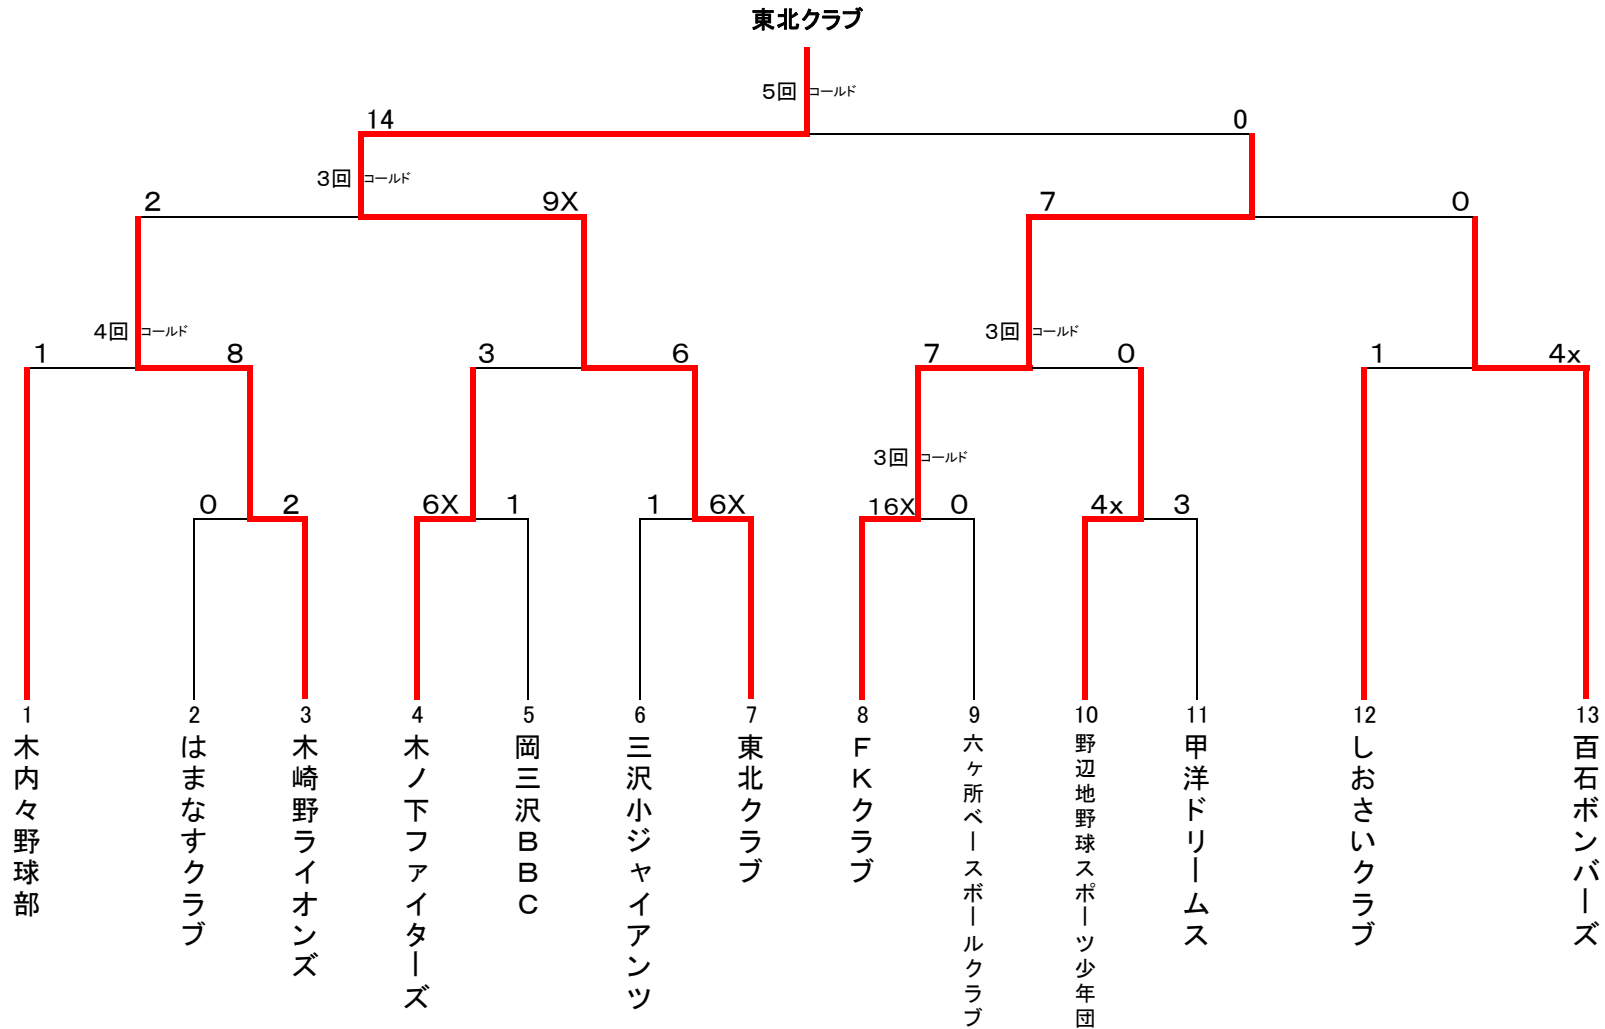 東北クラブ
5回 コールド
14 0
3回 コールド
2 9X 7 0
4回 コールド 3回 コールド
1 8 3 6 7 0 1 4x
3回 コールド
0 2 6X 1 1 6X 16X 0 4x 3
1 2 3 4 5 6 7 8 9 10 11 12 13
木内々野球部
はまなすクラブ
木崎野ライオンズ
木ノ下ファイターズ
岡三沢BBC
三沢小ジャイアンツ
東北クラブ
FKクラブ
六ヶ所ベースボールクラブ
野辺地野球スポーツ少年団
甲洋ドリームス
しおさいクラブ
百石ボンバーズ